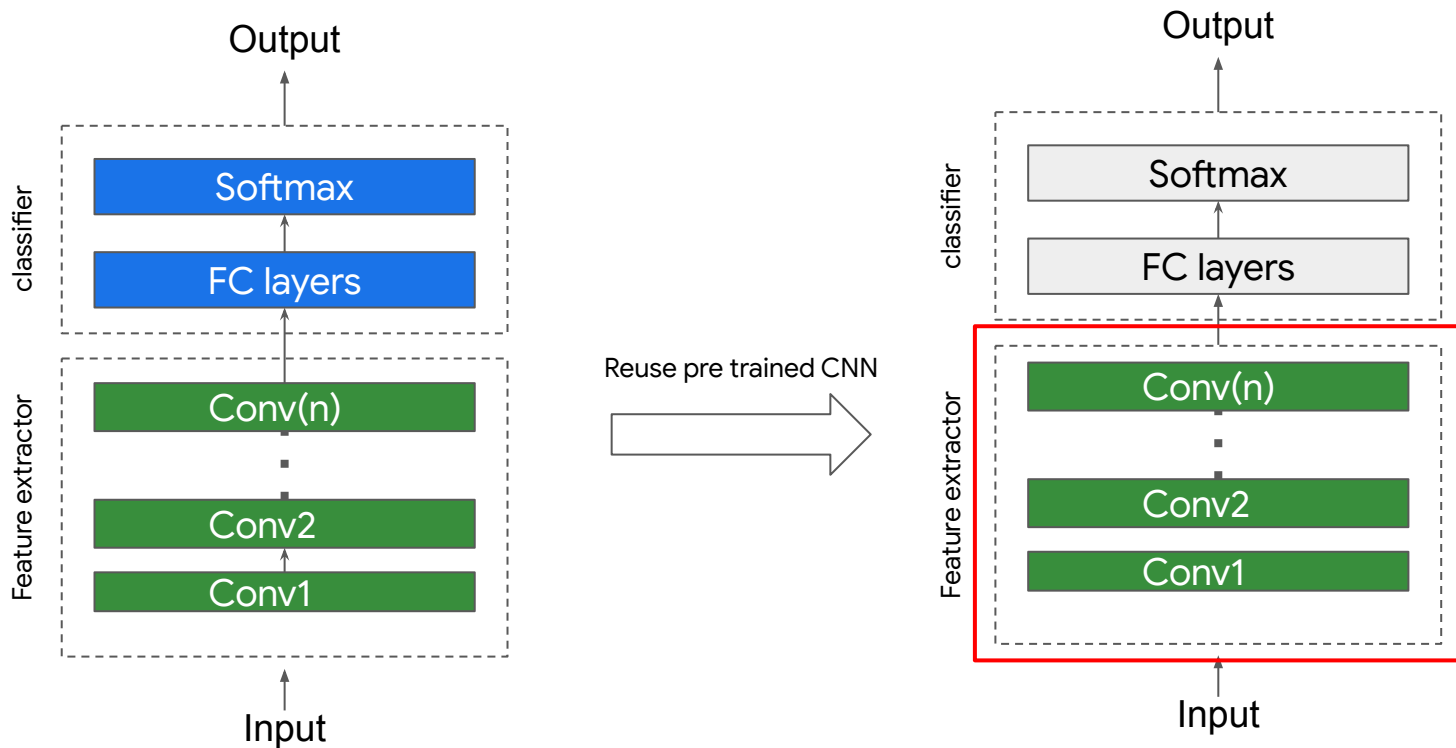 Output
classifier
Softmax
FC layers
Feature extractor
Conv(n)
Conv2
Conv1
Input
Reuse pre trained CNN
Output
classifier
Softmax
FC layers
Feature extractor
Conv(n)
Conv2
Conv1
Input